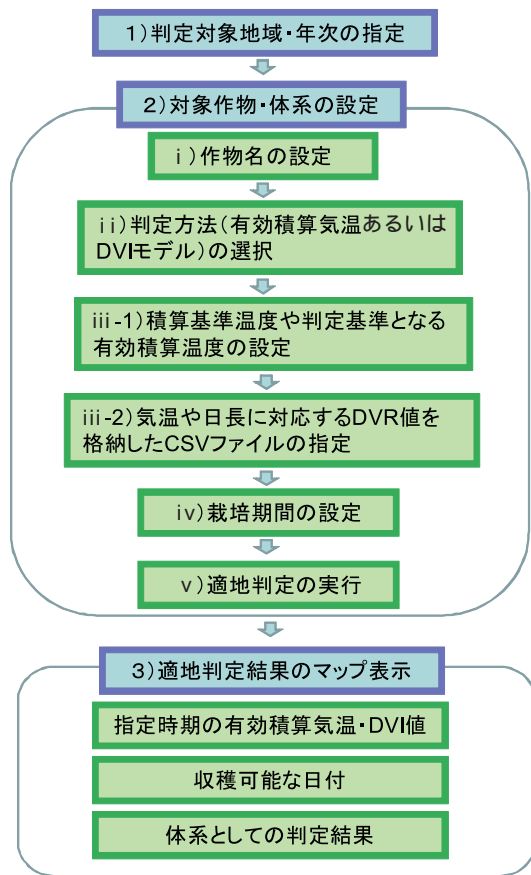 1)判定対象地域・年次の指定
2)対象作物・体系の設定
ⅰ)作物名の設定
ⅱ)判定方法(有効積算気温あるいは
DVIモデル)の選択
ⅲ-1)積算基準温度や判定基準となる
有効積算温度の設定
ⅲ-2)気温や日長に対応するDVR値を
格納したCSVファイルの指定
ⅳ)栽培期間の設定
ⅴ)適地判定の実行
3)適地判定結果のマップ表示
指定時期の有効積算気温・DVI値
収穫可能な日付
体系としての判定結果